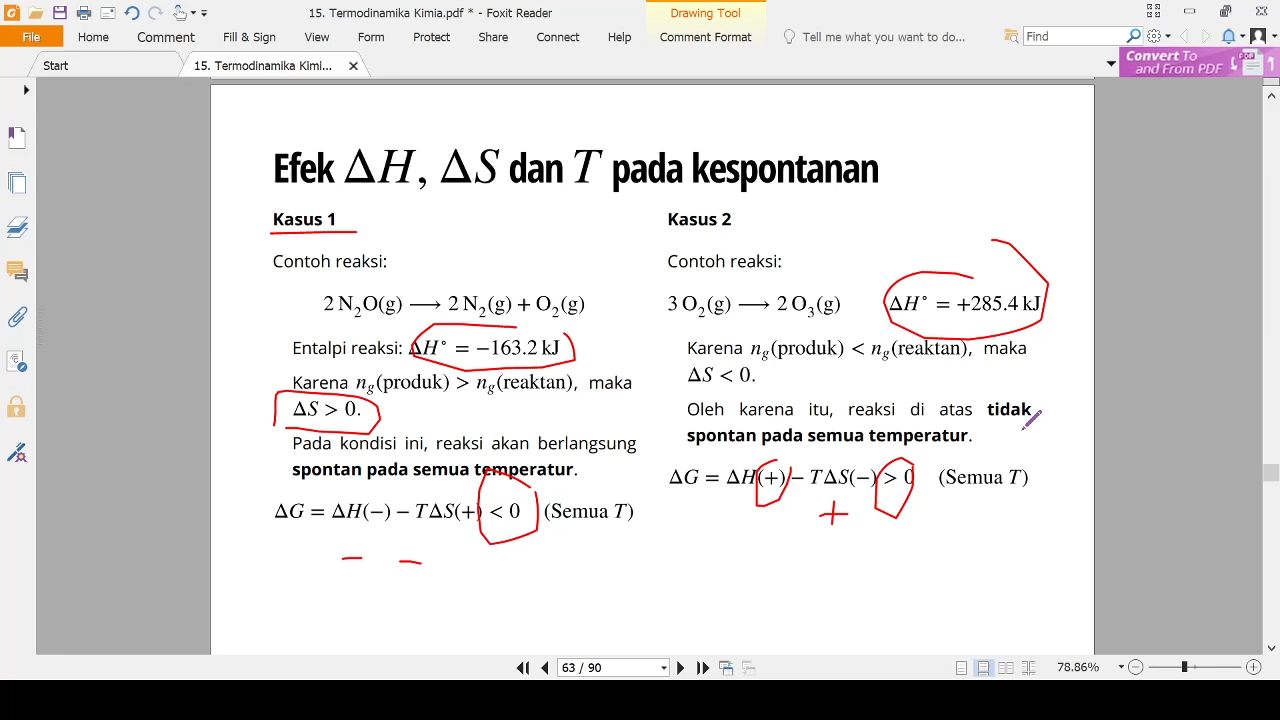 15. Termodinamika Kimia.pdf * - Foxit Reader
Drawing Tool
File Home Comment Fill & Sign View Form Protect Share Connect Help Comment Format Tell me what you want to do... Find
Start 15. Termodinamika Kimi... Convert To
and From PDF PDF
Efek ΔH, ΔS dan T pada kespontanan
Kasus 1
Contoh reaksi:
2 N₂O(g) ⟶ 2 N₂(g) + O₂(g)
Entalpi reaksi: ΔH° = −163.2 kJ
Karena n_g(produk) > n_g(reaktan), maka
ΔS > 0.
Pada kondisi ini, reaksi akan berlangsung
spontan pada semua temperatur.
ΔG = ΔH(−) − TΔS(+) < 0 (Semua T)
− −
Kasus 2
Contoh reaksi:
3 O₂(g) ⟶ 2 O₃(g) ΔH° = +285.4 kJ
Karena n_g(produk) < n_g(reaktan), maka
ΔS < 0.
Oleh karena itu, reaksi di atas tidak
spontan pada semua temperatur.
ΔG = ΔH(+) − TΔS(−) > 0 (Semua T)
+
63 / 90 78.86%